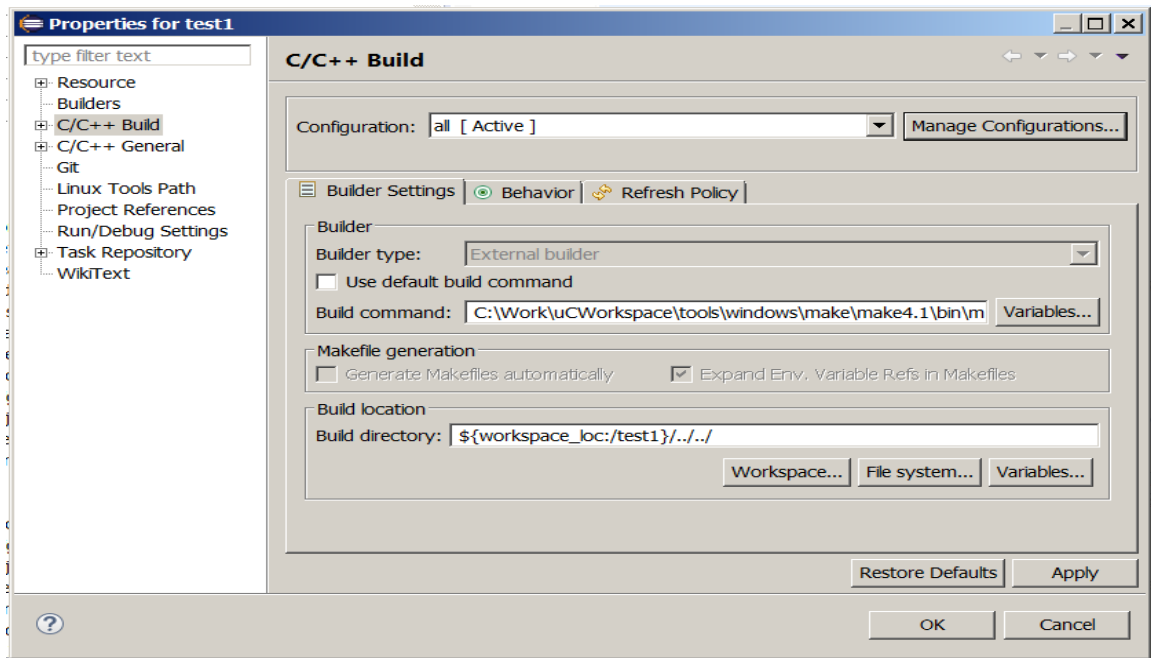 Properties for test1
type filter text
Resource
Builders
C/C++ Build
C/C++ General
Git
Linux Tools Path
Project References
Run/Debug Settings
Task Repository
WikiText
C/C++ Build
Configuration: all [ Active ] Manage Configurations...
Builder Settings Behavior Refresh Policy
Builder
Builder type: External builder
Use default build command
Build command: C:\Work\uCWorkspace\tools\windows\make\make4.1\bin\m Variables...
Makefile generation
Generate Makefiles automatically Expand Env. Variable Refs in Makefiles
Build location
Build directory: ${workspace_loc:/test1}/../../
Workspace... File system... Variables...
Restore Defaults Apply
? OK Cancel